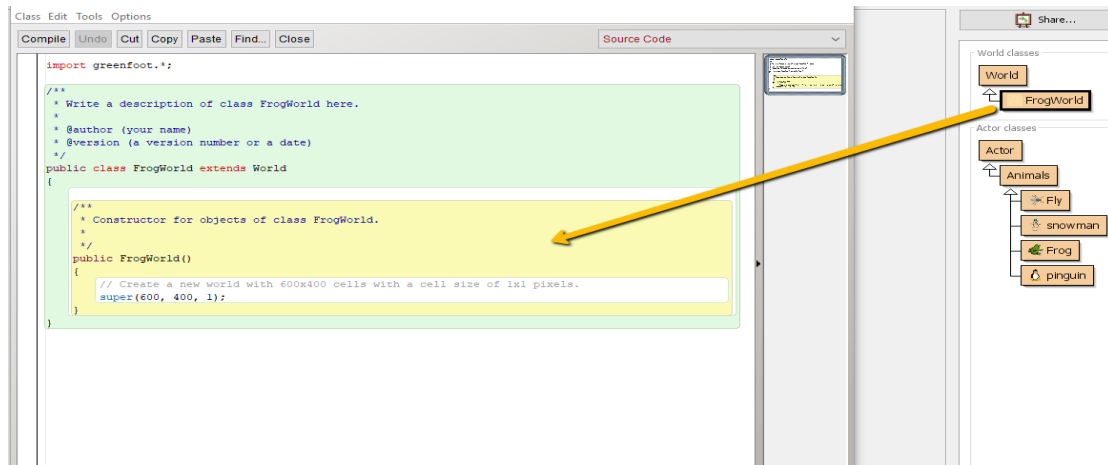 Class Edit Tools Options
Compile Undo Cut Copy Paste Find... Close Source Code
import greenfoot.*;
/**
* Write a description of class FrogWorld here.
*
* @author (your name)
* @version (a version number or a date)
*/
public class FrogWorld extends World
{
/**
* Constructor for objects of class FrogWorld.
*
*/
public FrogWorld()
{
// Create a new world with 600x400 cells with a cell size of 1x1 pixels.
super(600, 400, 1);
}
}
Share...
World classes
World
FrogWorld
Actor classes
Actor
Animals
Fly
snowman
Frog
pinguin